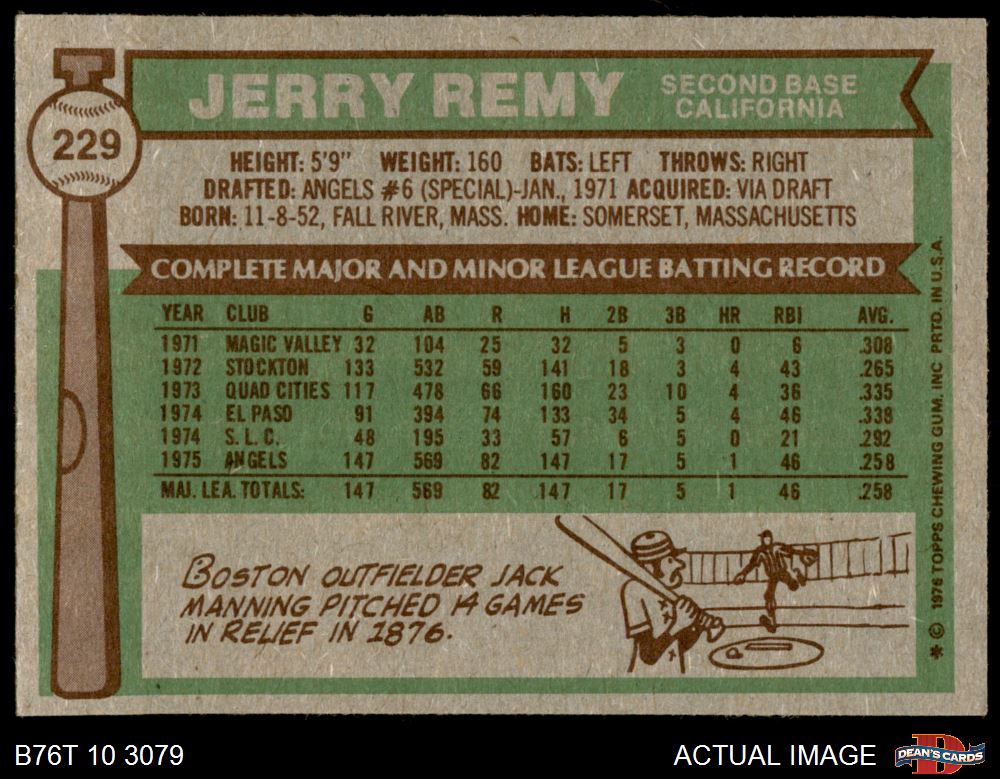 229
JERRY REMY SECOND BASE
CALIFORNIA
HEIGHT: 5'9" WEIGHT: 160 BATS: LEFT THROWS: RIGHT
DRAFTED: ANGELS #6 (SPECIAL)-JAN., 1971 ACQUIRED: VIA DRAFT
BORN: 11-8-52, FALL RIVER, MASS. HOME: SOMERSET, MASSACHUSETTS
COMPLETE MAJOR AND MINOR LEAGUE BATTING RECORD
YEAR CLUB G AB R H 2B 3B HR RBI AVG.
1971 MAGIC VALLEY 32 104 25 32 5 3 0 6 .308
1972 STOCKTON 133 532 59 141 18 3 4 43 .265
1973 QUAD CITIES 117 478 66 160 23 10 4 36 .335
1974 EL PASO 91 394 74 133 34 5 4 46 .338
1974 S.L.C. 48 195 33 57 6 5 0 21 .292
1975 ANGELS 147 569 82 147 17 5 1 46 .258
MAJ. LEA. TOTALS: 147 569 82 147 17 5 1 46 .258
BOSTON OUTFIELDER JACK
MANNING PITCHED 14 GAMES
IN RELIEF IN 1876.
* © 1976 TOPPS CHEWING GUM, INC PRTD. IN U.S.A.
B76T 10 3079
ACTUAL IMAGE
DEAN'S CARDS